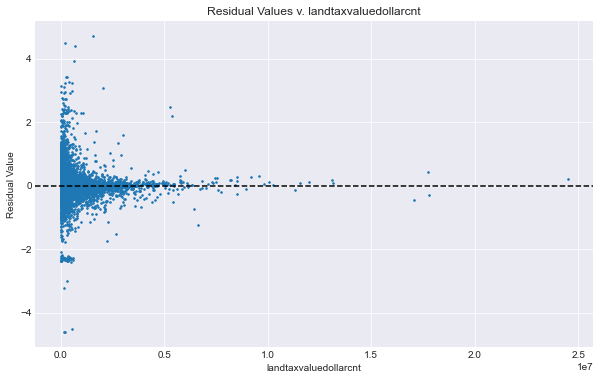 Residual Values v. landtaxvaluedollarcnt
Residual Value
4
2
0
−2
−4
0.0 0.5 1.0 1.5 2.0 2.5
1e7
landtaxvaluedollarcnt